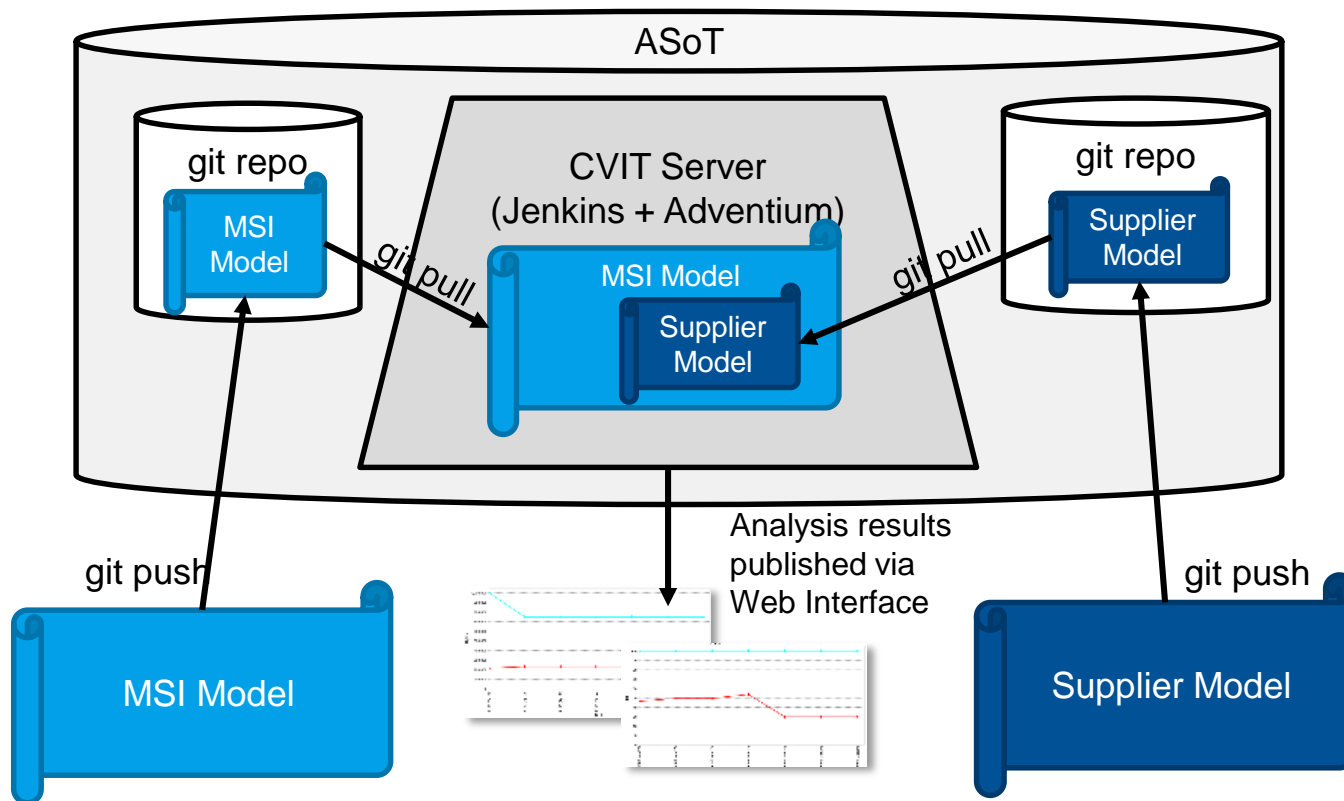 ASoT
git repo
MSI
Model
git pull
CVIT Server
(Jenkins + Adventium)
MSI Model
Supplier
Model
git pull
git repo
Supplier
Model
git push
MSI Model
Analysis results
published via
Web Interface
git push
Supplier Model